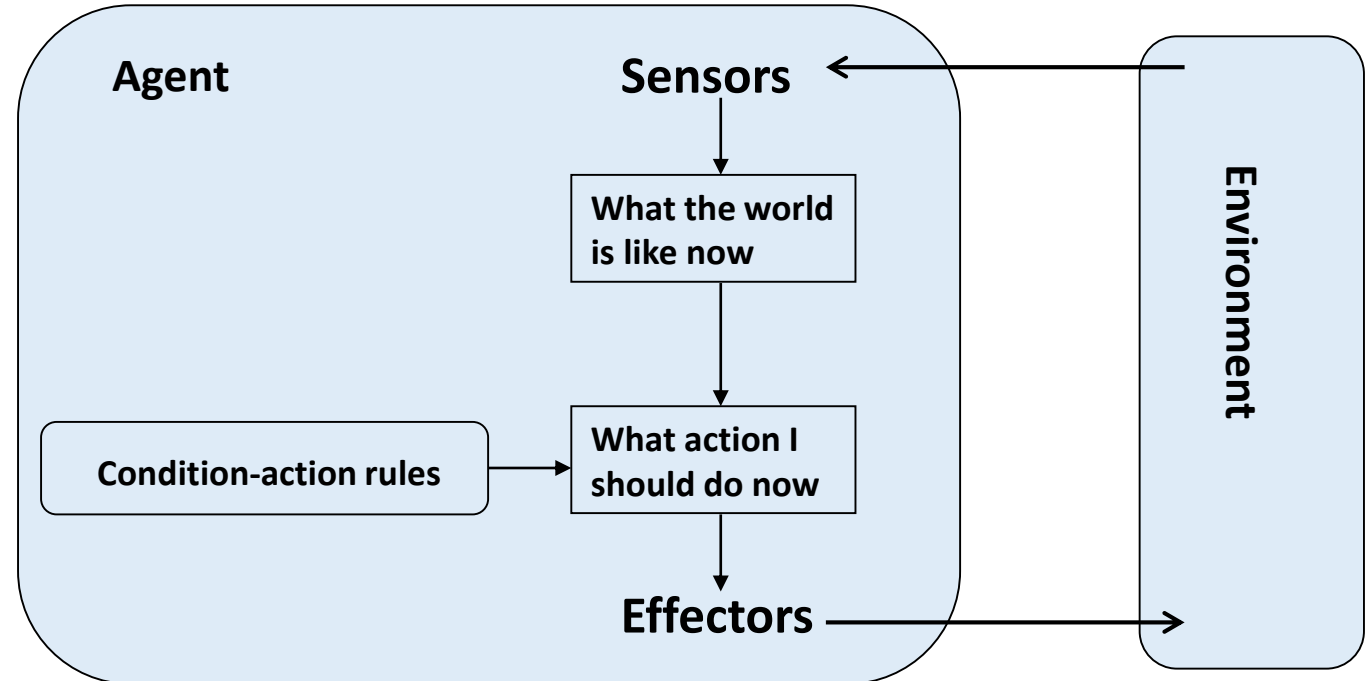 Agent
Sensors
What the world
is like now
Environment
Condition-action rules
What action I
should do now
Effectors